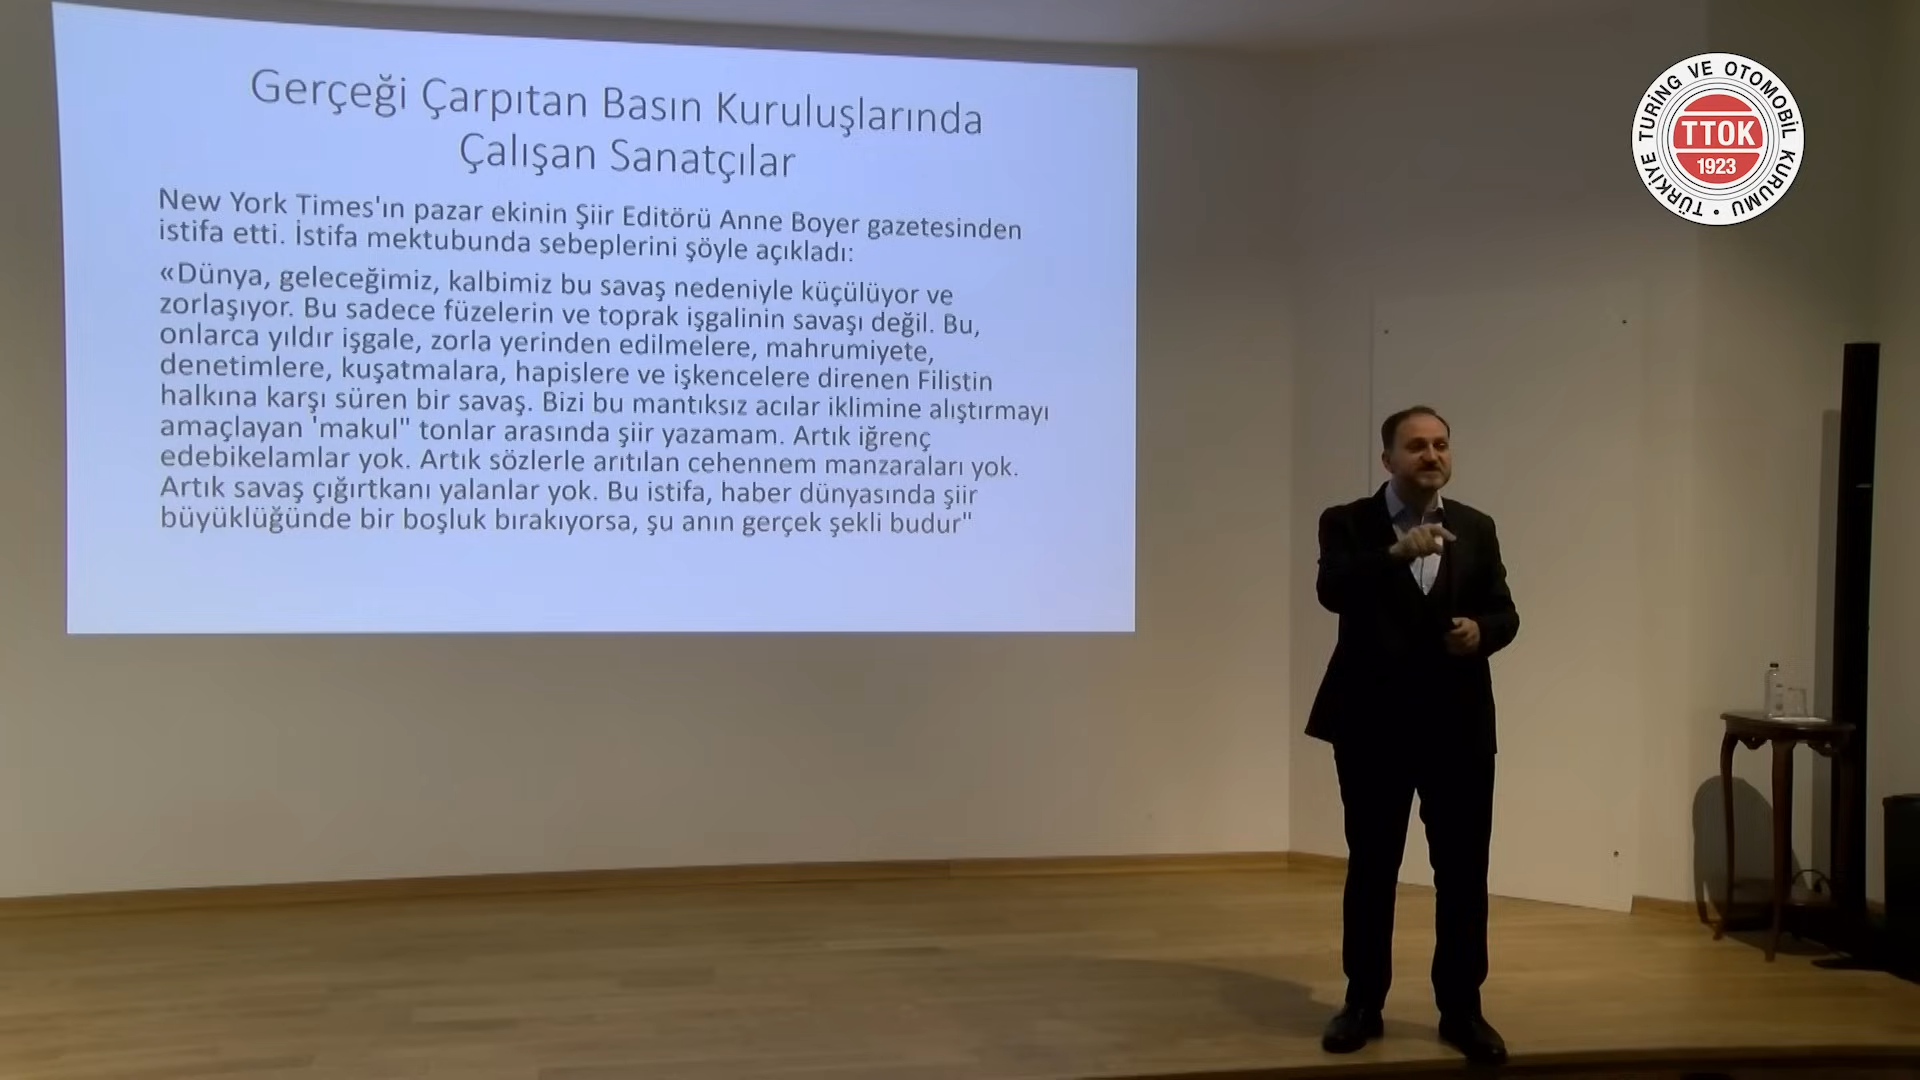 Gerçeği Çarpıtan Basın Kuruluşlarında
Çalışan Sanatçılar
New York Times'ın pazar ekinin Şiir Editörü Anne Boyer gazetesinden
istifa etti. İstifa mektubunda sebeplerini şöyle açıkladı:
«Dünya, geleceğimiz, kalbimiz bu savaş nedeniyle küçülüyor ve
zorlaşıyor. Bu sadece füzelerin ve toprak işgalinin savaşı değil. Bu,
onlarca yıldır işgale, zorla yerinden edilmelere, mahrumiyete,
denetimlere, kuşatmalara, hapislere ve işkencelere direnen Filistin
halkına karşı süren bir savaş. Bizi bu mantıksız acılar iklimine alıştırmayı
amaçlayan 'makul" tonlar arasında şiir yazamam. Artık iğrenç
edebikelamlar yok. Artık sözlerle arıtılan cehennem manzaraları yok.
Artık savaş çığırtkanı yalanlar yok. Bu istifa, haber dünyasında şiir
büyüklüğünde bir boşluk bırakıyorsa, şu anın gerçek şekli budur"
TÜRKİYE TURİNG VE OTOMOBİL KURUMU •
TTOK
1923